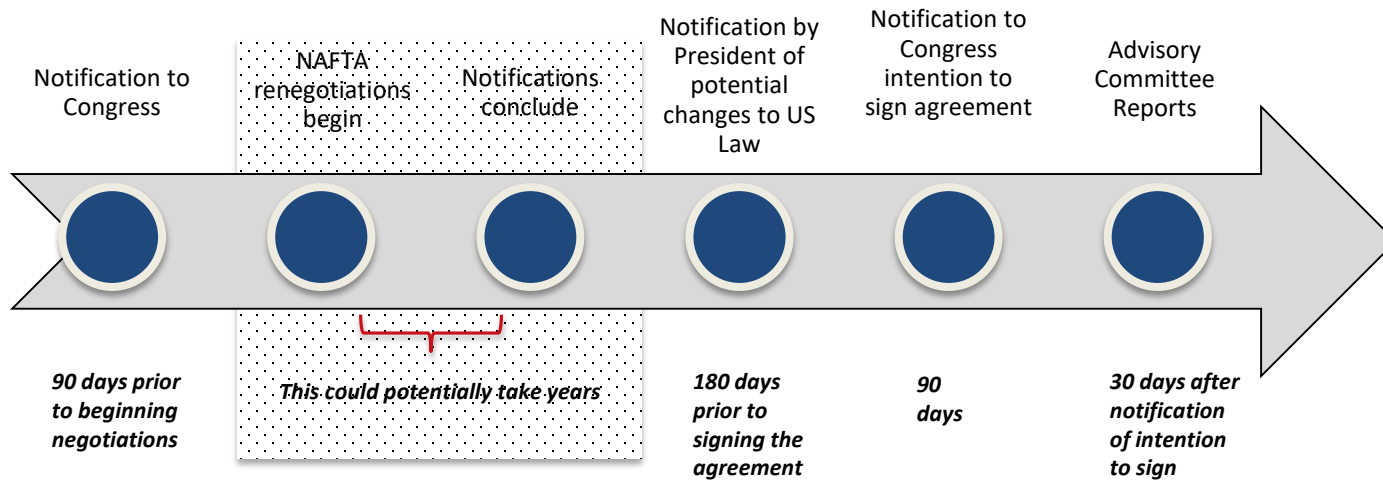 Notification to
Congress
NAFTA
renegotiations
begin
Notifications
conclude
Notification by
President of
potential
changes to US
Law
Notification to
Congress
intention to
sign agreement
Advisory
Committee
Reports
90 days prior
to beginning
negotiations
This could potentially take years
180 days
prior to
signing the
agreement
90
days
30 days after
notification
of intention
to sign